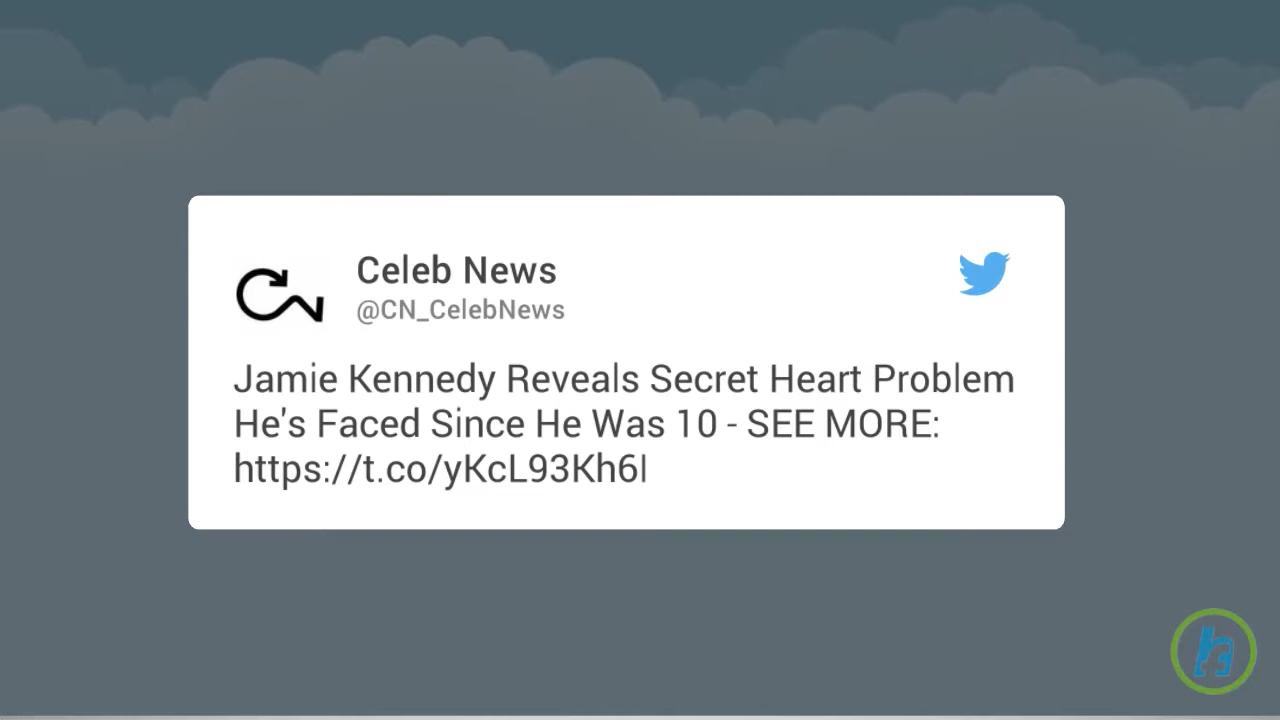 Celeb News
@CN_CelebNews
Jamie Kennedy Reveals Secret Heart Problem
He's Faced Since He Was 10 - SEE MORE:
https://t.co/yKcL93Kh6I